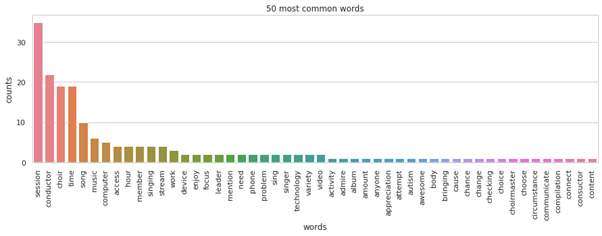 50 most common words
counts
30
20
10
0
session
conductor
choir
time
song
music
computer
access
hour
member
singing
stream
work
device
enjoy
focus
leader
mention
need
phone
problem
sing
singer
technology
variety
video
activity
admire
album
amount
anyone
appreciation
attempt
autism
awesome
body
bringing
cause
chance
change
checking
choice
choirmaster
choose
circumstance
communicate
compilation
connect
consuctor
content
words